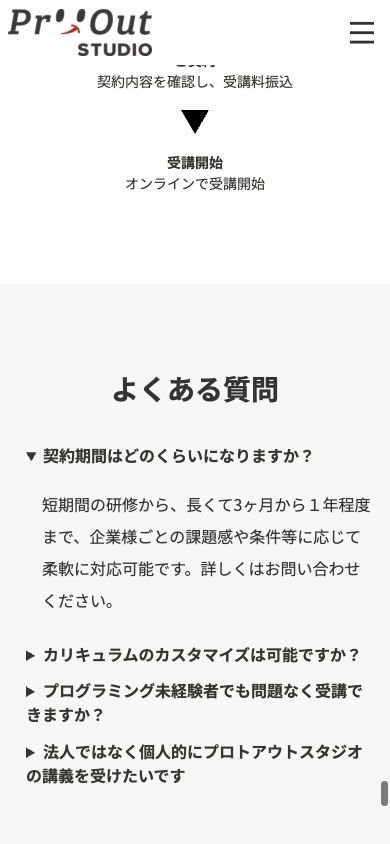 STUDIO
契約内容を確認し、受講料振込
受講開始
オンラインで受講開始
よくある質問
▼ 契約期間はどのくらいになりますか？
短期間の研修から、長くて3ヶ月から１年程度
まで、企業様ごとの課題感や条件等に応じて
柔軟に対応可能です。詳しくはお問い合わせ
ください。
▶ カリキュラムのカスタマイズは可能ですか？
▶ プログラミング未経験者でも問題なく受講で
きますか？
▶ 法人ではなく個人的にプロトアウトスタジオ
の講義を受けたいです